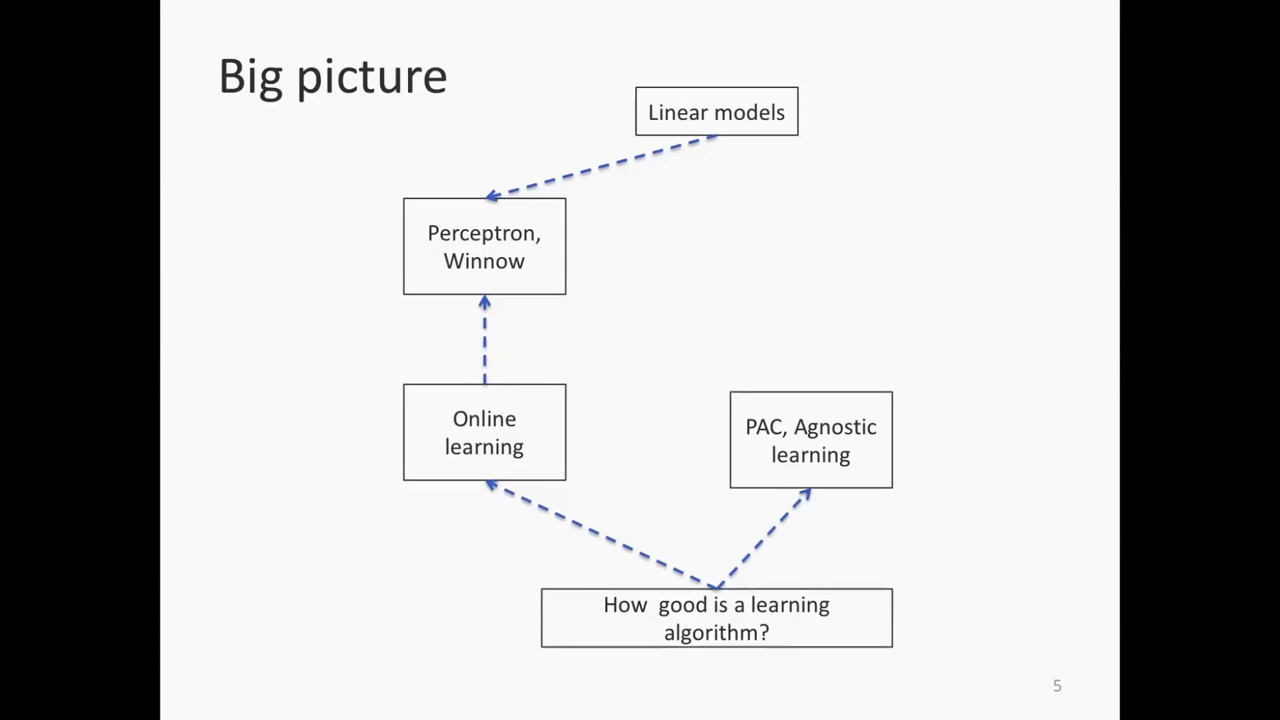 Big picture
Linear models
Perceptron,
Winnow
Online
learning
PAC, Agnostic
learning
How  good is a learning
algorithm?
5